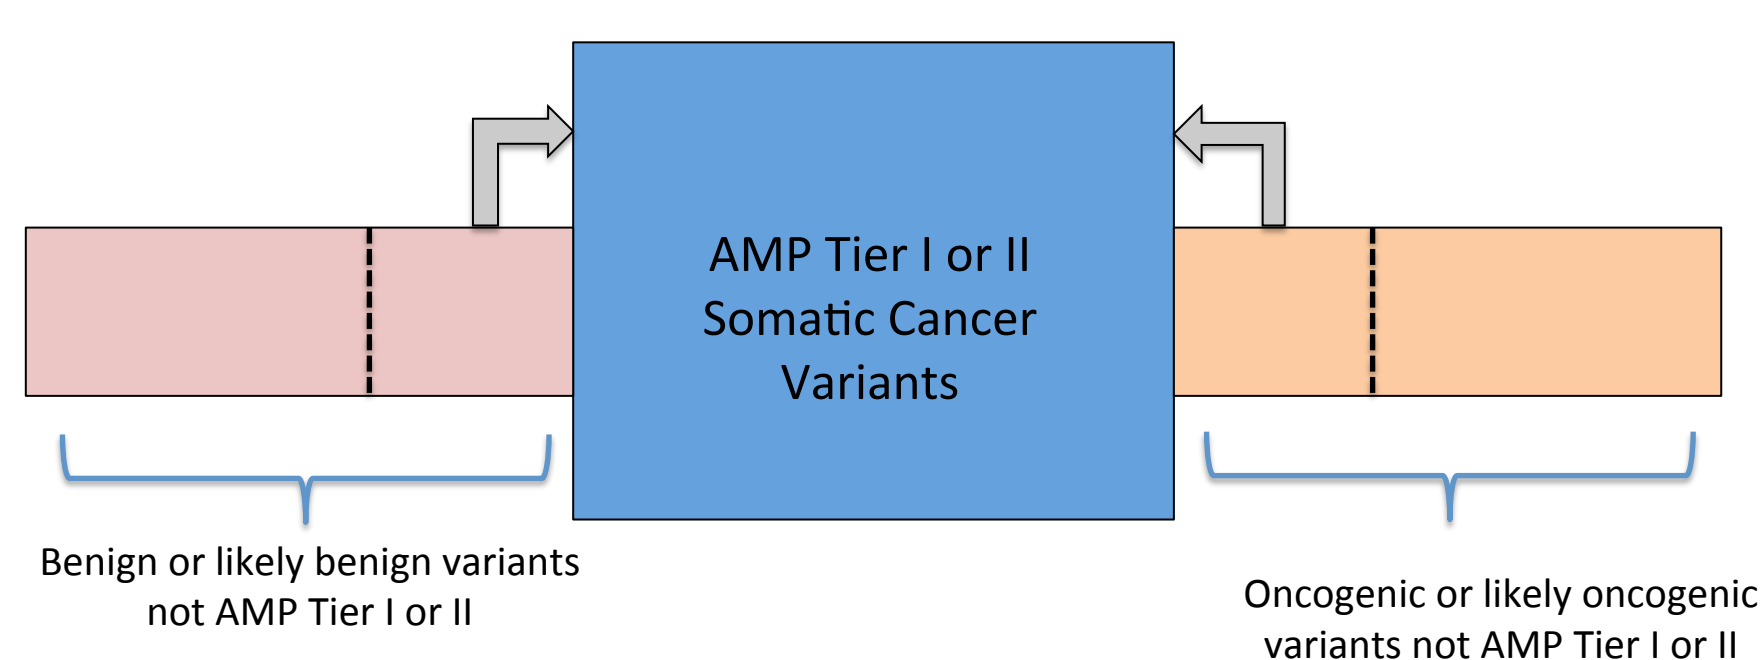 AMP Tier I or II
Somatic Cancer
Variants
Benign or likely benign variants
not AMP Tier I or II
Oncogenic or likely oncogenic
variants not AMP Tier I or II